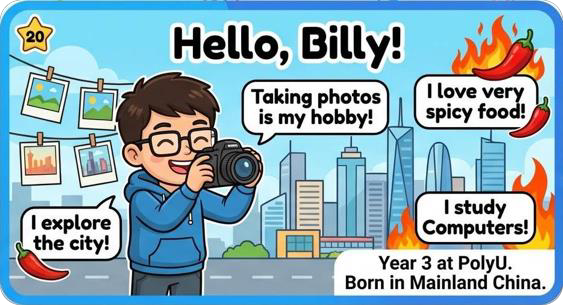 20
Hello, Billy!
Taking photos
is my hobby!
I love very
spicy food!
I explore
the city!
I study
Computers!
Year 3 at PolyU.
Born in Mainland China.